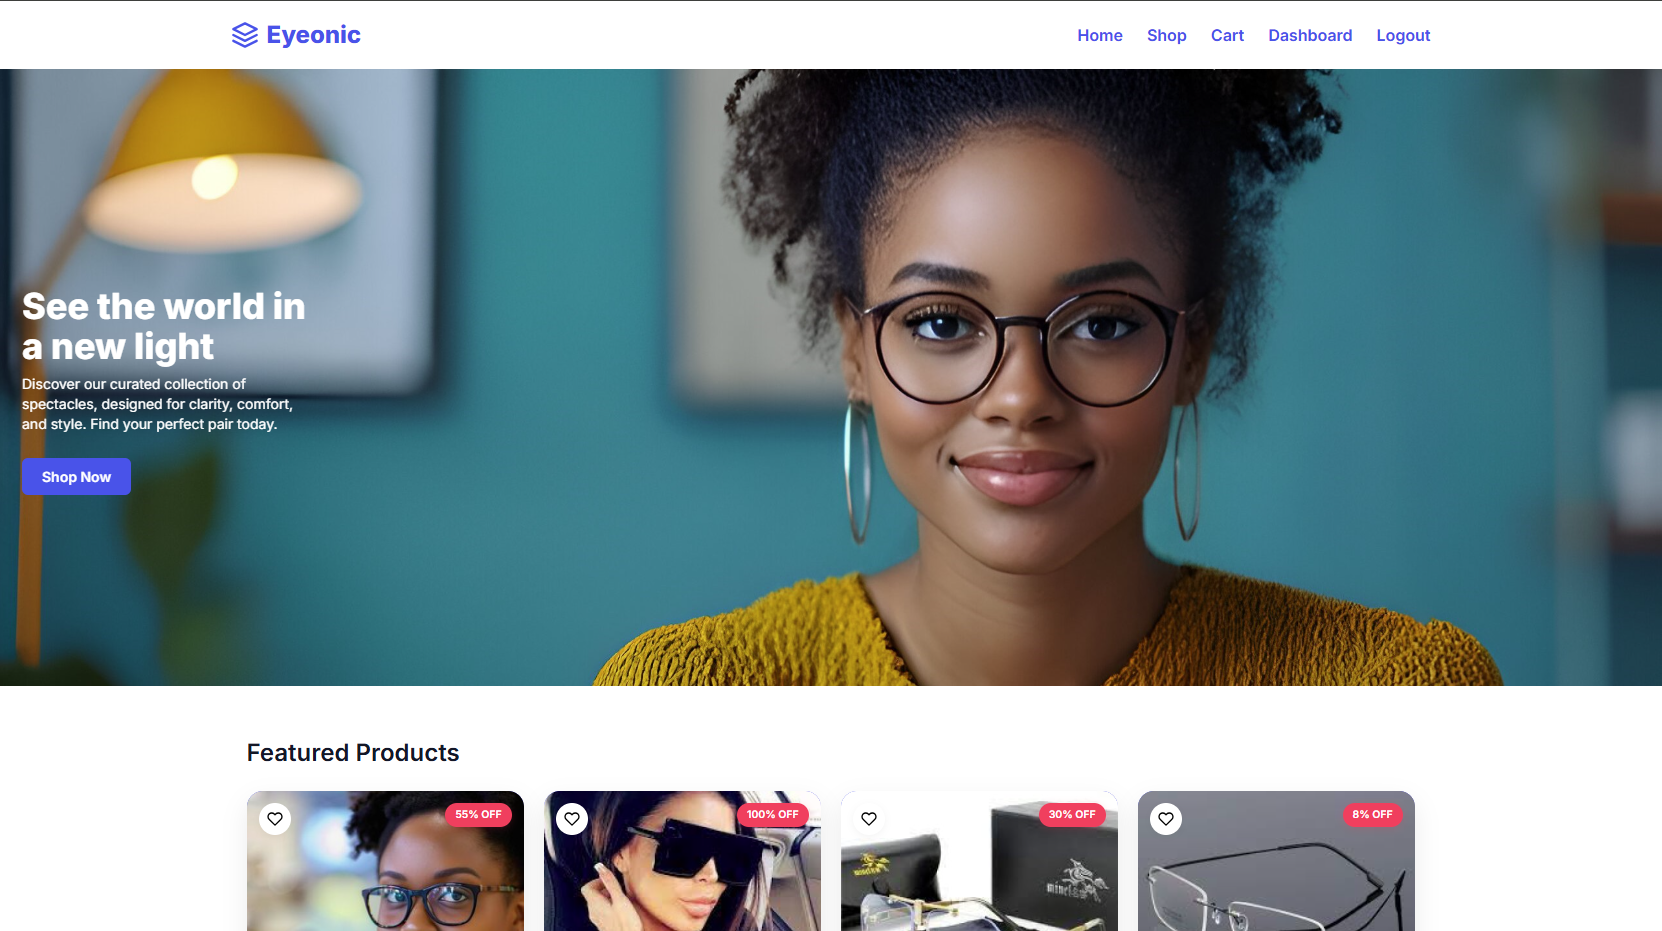 Eyeonic
Home Shop Cart Dashboard Logout
See the world in
a new light
Discover our curated collection of
spectacles, designed for clarity, comfort,
and style. Find your perfect pair today.
Shop Now
Featured Products
55% OFF
100% OFF
30% OFF
8% OFF